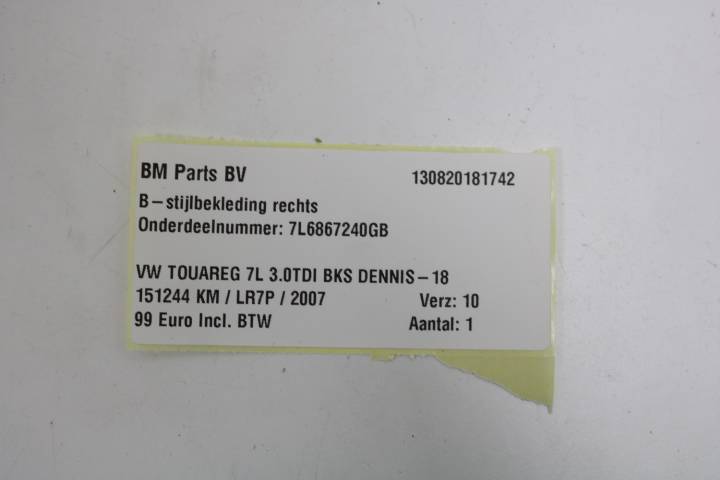 BM Parts BV 130820181742
B-stijlbekleding rechts
Onderdeelnummer: 7L6867240GB
VW TOUAREG 7L 3.0TDI BKS DENNIS-18
151244 KM / LR7P / 2007 Verz: 10
99 Euro Incl. BTW Aantal: 1